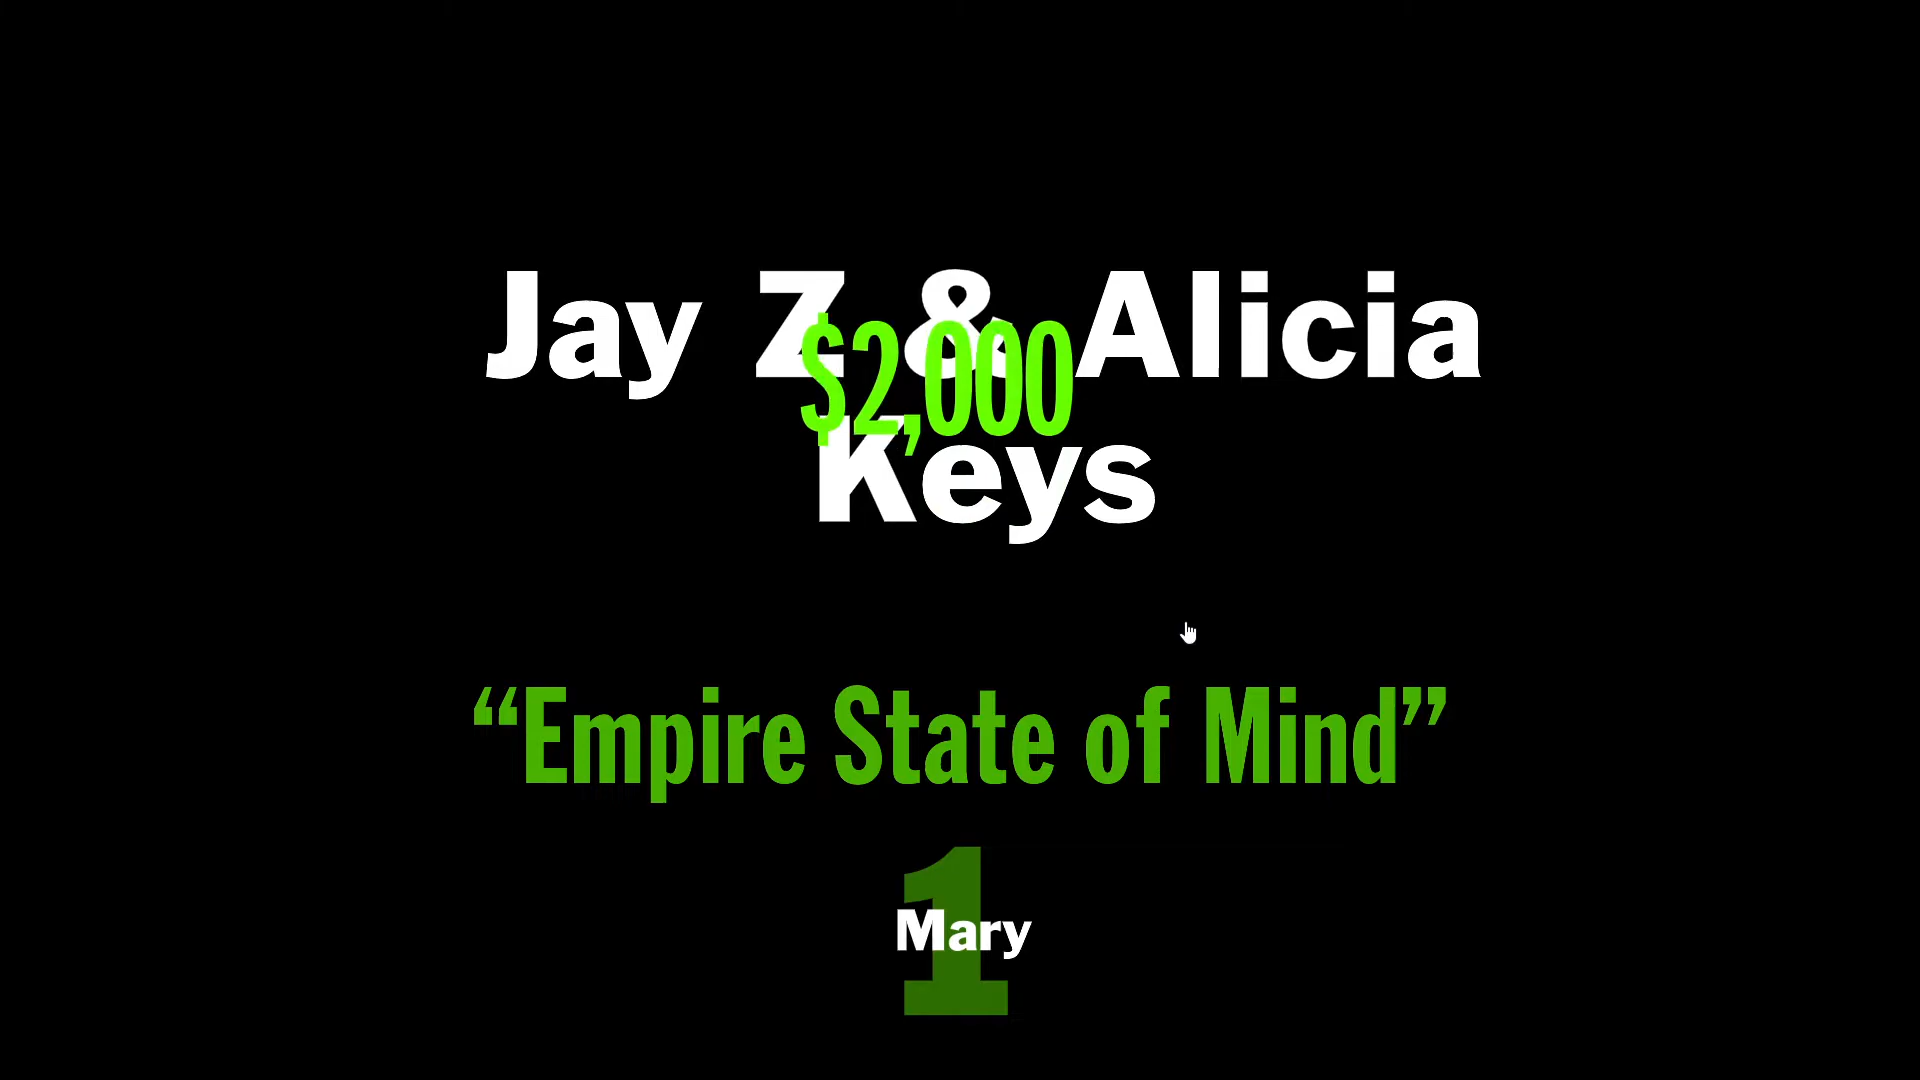 Jay Z & Alicia
$2,000
Keys
“Empire State of Mind”
1
Mary